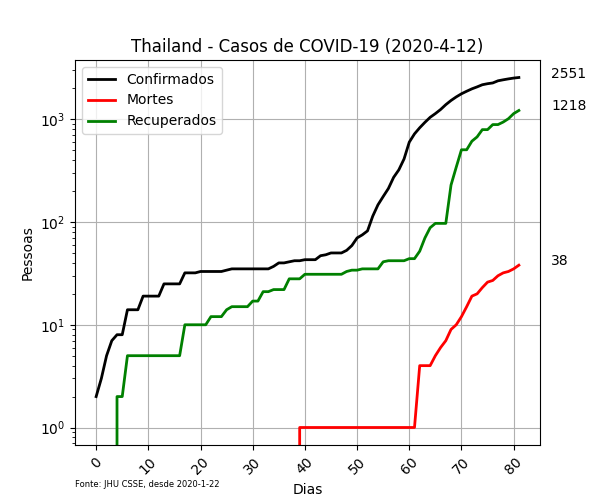 Thailand - Casos de COVID-19 (2020-4-12)
Confirmados
Mortes
Recuperados
2551
1218
38
Pessoas
10³
10²
10¹
10⁰
0 10 20 30 40 50 60 70 80
Fonte: JHU CSSE, desde 2020-1-22
Dias